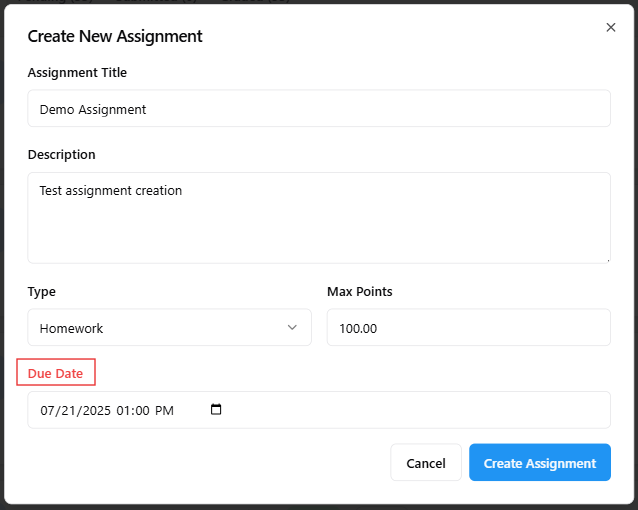 Create New Assignment
Assignment Title
Demo Assignment
Description
Test assignment creation
Type Max Points
Homework 100.00
Due Date
07/21/2025 01:00 PM
Cancel Create Assignment